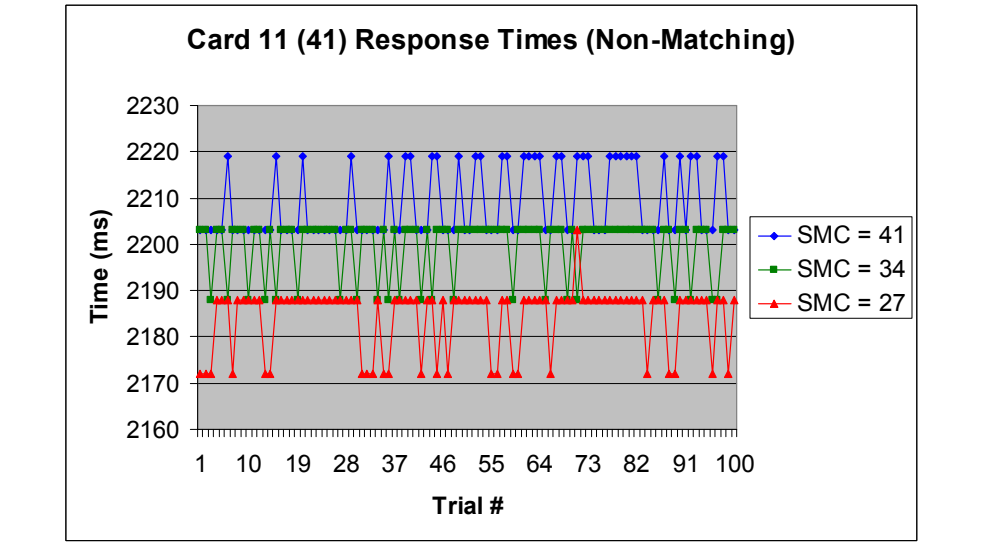 Card 11 (41) Response Times (Non-Matching)
2230
2220
2210
2200
2190
2180
2170
2160
Time (ms)
1 10 19 28 37 46 55 64 73 82 91 100
Trial #
SMC = 41
SMC = 34
SMC = 27